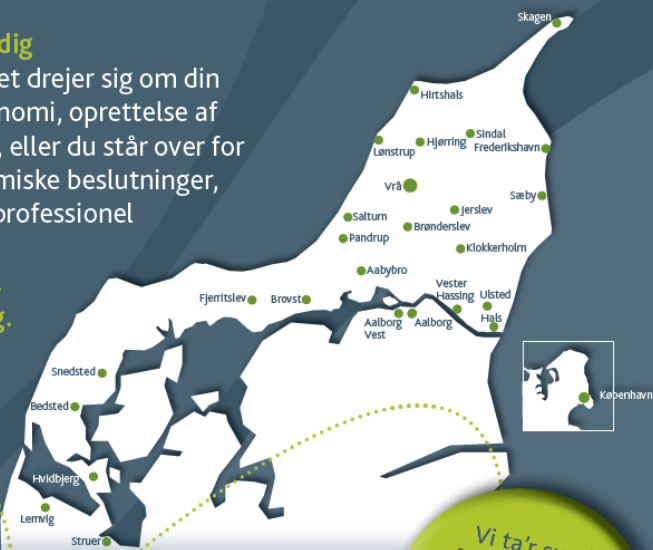 dig
et drejer sig om din
nomi, oprettelse af
, eller du står over for
miske beslutninger,
professionel
g.
Skagen
Hirtshals
Lønstrup
Hjørring
Sindal
Frederikshavn
Vrå
Sæby
Saltum
Jerslev
Brønderslev
Pandrup
Klokkerholm
Aabybro
Fjerritslev
Brovst
Vester
Hassing
Ulsted
Hals
Aalborg
Vest
Aalborg
Snedsted
Bedsted
Hvidbjerg
Lemvig
Struer
København
Vi ta'r